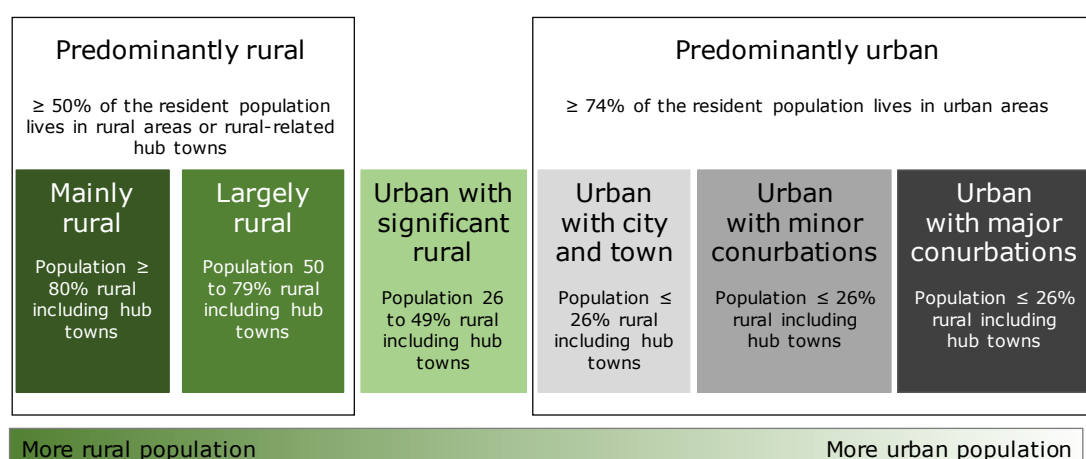 Predominantly rural
≥ 50% of the resident population
lives in rural areas or rural-related
hub towns
Predominantly urban
≥ 74% of the resident population lives in urban areas
Mainly
rural
Population ≥
80% rural
including hub
towns
Largely
rural
Population 50
to 79% rural
including hub
towns
Urban with
significant
rural
Population 26
to 49% rural
including hub
towns
Urban
with city
and town
Population ≤
26% rural
including hub
towns
Urban
with minor
conurbations
Population ≤ 26%
rural including
hub towns
Urban
with major
conurbations
Population ≤ 26%
rural including
hub towns
More rural population
More urban population